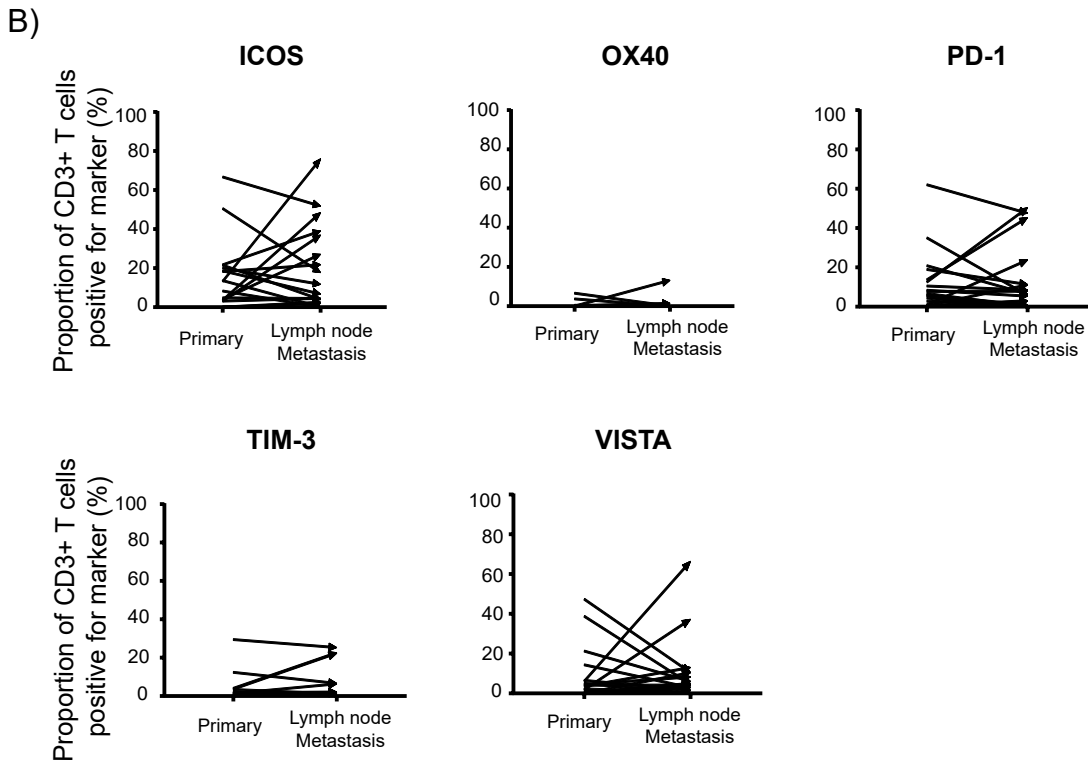 B)
ICOS
OX40
PD-1
Proportion of CD3+ T cells
positive for marker (%)
100
80
60
40
20
0
Primary
Lymph node
Metastasis
100
80
60
40
20
0
Primary
Lymph node
Metastasis
100
80
60
40
20
0
Primary
Lymph node
Metastasis
TIM-3
VISTA
Proportion of CD3+ T cells
positive for marker (%)
100
80
60
40
20
0
Primary
Lymph node
Metastasis
100
80
60
40
20
0
Primary
Lymph node
Metastasis